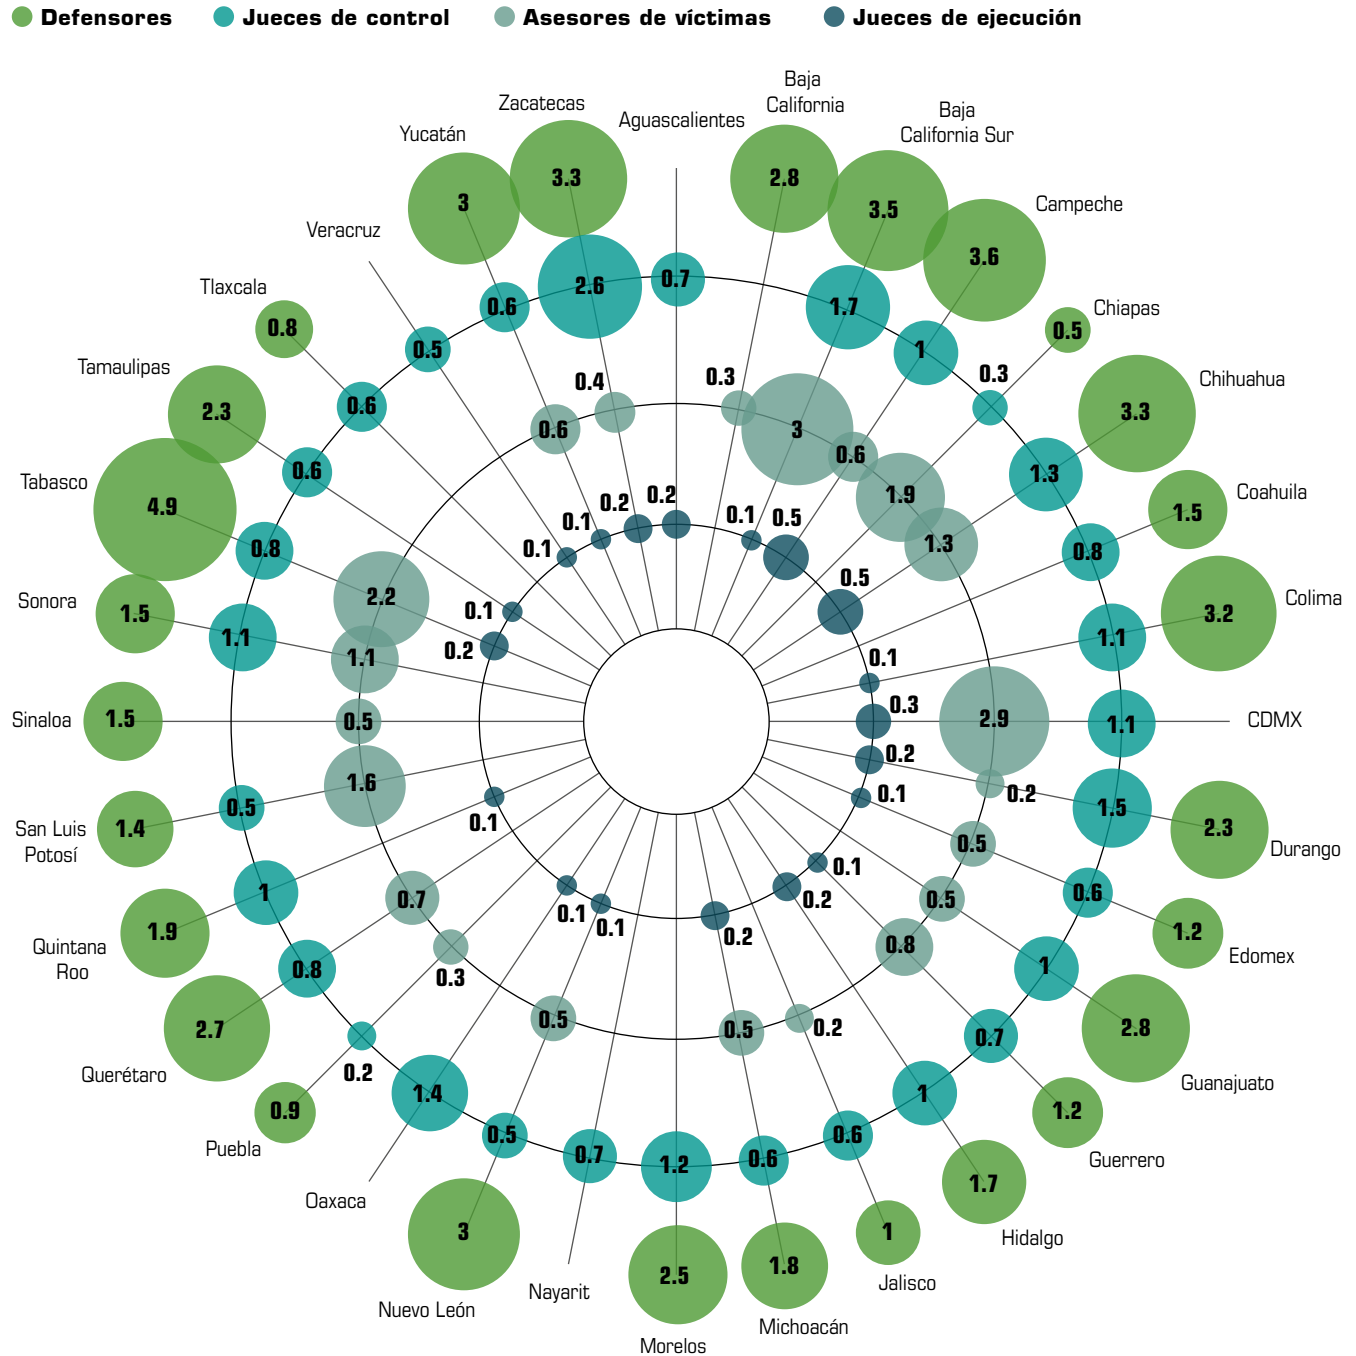 Defensores
Jueces de control
Asesores de víctimas
Jueces de ejecución
Aguascalientes
0.7
0.2
Baja
California
2.8
0.3
Baja
California Sur
3.5
1.7
3
0.1
Campeche
3.6
1
0.6
0.5
Chiapas
0.5
0.3
1.9
Chihuahua
3.3
1.3
1.3
0.5
Coahuila
1.5
0.8
Colima
3.2
1.1
0.1
CDMX
1.1
2.9
0.3
Durango
2.3
1.5
0.2
0.2
Edomex
1.2
0.6
0.5
0.1
Guanajuato
2.8
1
0.5
Guerrero
1.2
0.7
0.8
0.1
Hidalgo
1.7
1
0.2
Jalisco
1
0.6
0.2
Michoacán
1.8
0.6
0.5
0.2
Morelos
2.5
1.2
Nayarit
0.7
Nuevo León
3
0.5
0.5
0.1
Oaxaca
1.4
0.1
Puebla
0.9
0.2
0.3
Querétaro
2.7
0.8
0.7
Quintana
Roo
1.9
1
0.1
San Luis
Potosí
1.4
0.5
1.6
Sinaloa
1.5
0.5
Sonora
1.5
1.1
1.1
Tabasco
4.9
0.8
2.2
0.2
Tamaulipas
2.3
0.6
0.1
Tlaxcala
0.8
0.6
Veracruz
0.5
0.1
Yucatán
3
0.6
0.6
0.1
Zacatecas
3.3
2.6
0.4
0.2